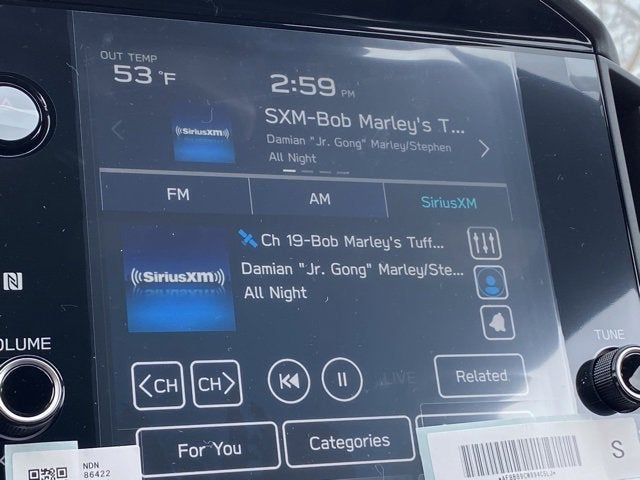 OUT TEMP
53 °F
2:59 PM
SXM-Bob Marley's T...
((SiriusXM))
Damian "Jr. Gong" Marley/Stephen
All Night
FM
AM
SiriusXM
Ch 19-Bob Marley's Tuff...
((SiriusXM))
Damian "Jr. Gong" Marley/Ste...
All Night
OLUME
TUNE
<CH
CH>
LIVE
Related
For You
Categories
NDN
86422
S